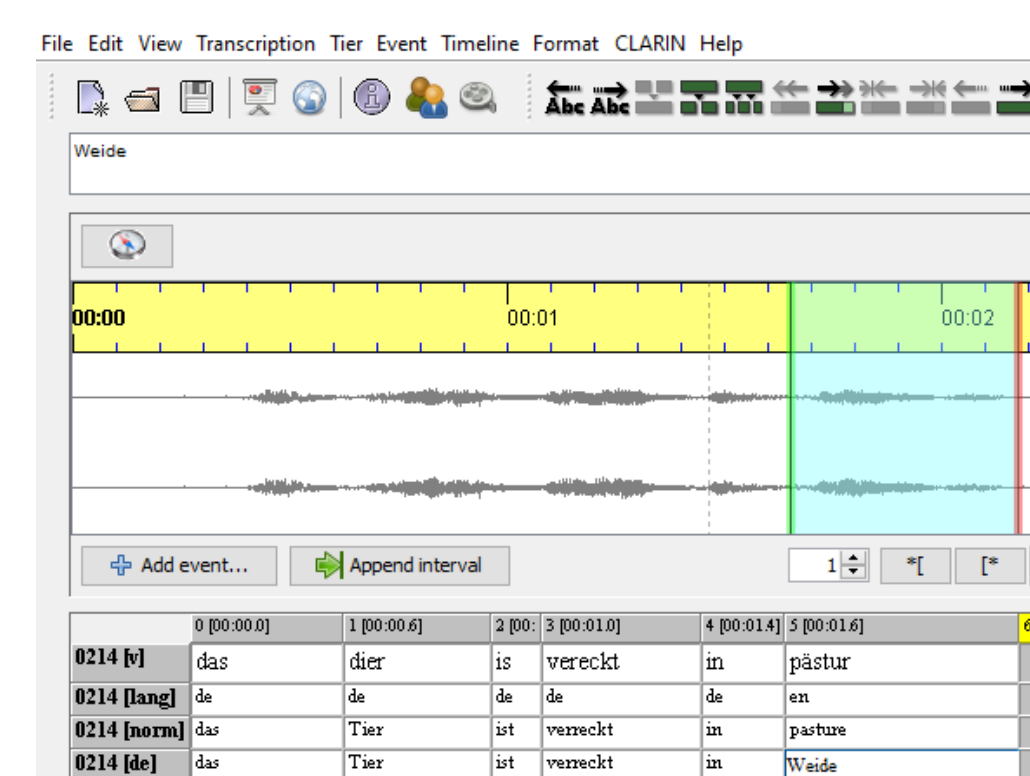 File Edit View Transcription Tier Event Timeline Format CLARIN Help
Abc Abc
Weide
00:00 00:01 00:02
Add event... Append interval 1 *[ [*
0 [00:00.0] 1 [00:00.6] 2 [00: 3 [00:01.0] 4 [00:01.4] 5 [00:01.6] 6
0214 [v] das dier is vereckt in pästur
0214 [lang] de de de de de en
0214 [norm] das Tier ist verreckt in pasture
0214 [de] das Tier ist verreckt in Weide